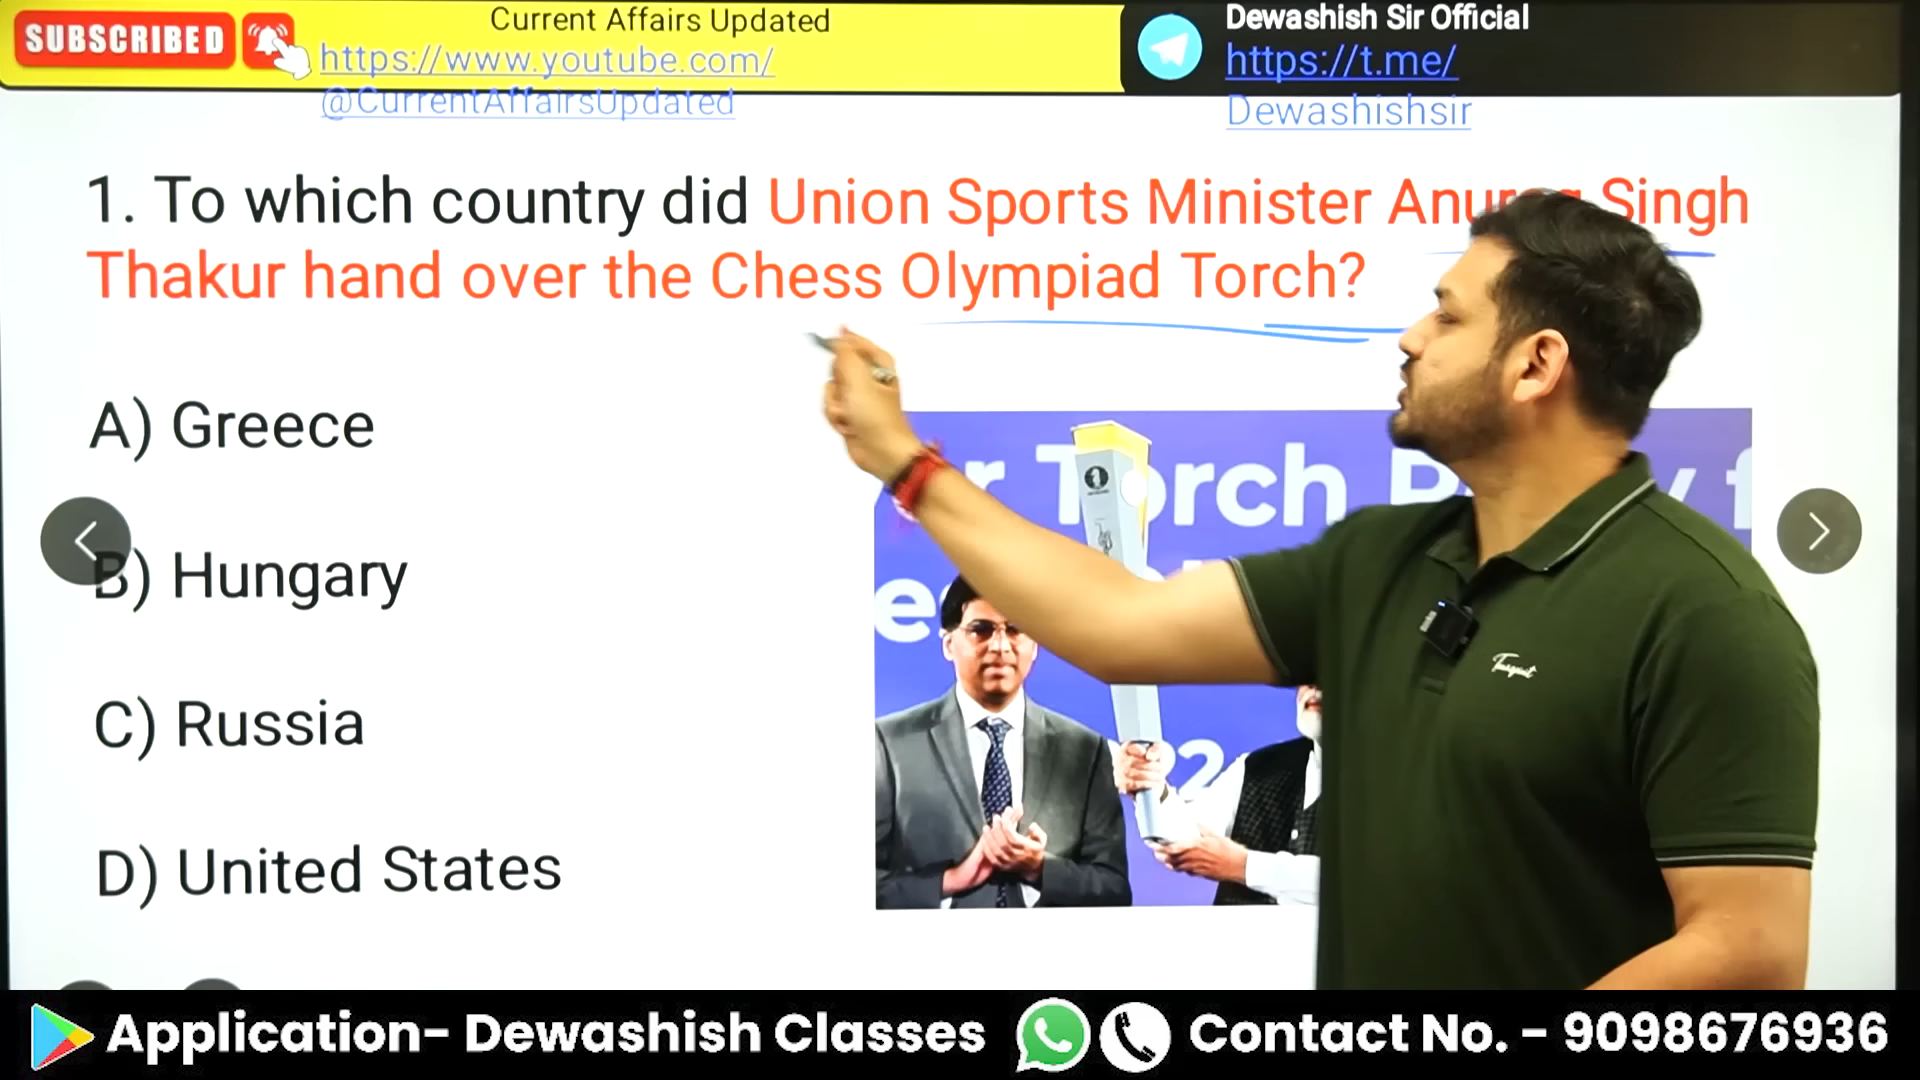 SUBSCRIBED
Current Affairs Updated
https://www.youtube.com/
@CurrentAffairsUpdated
Dewashish Sir Official
https://t.me/
Dewashishsir
1. To which country did Union Sports Minister Singh
Thakur hand over the Chess Olympiad Torch?
A) Greece
B) Hungary
C) Russia
D) United States
Torch
Application- Dewashish Classes
Contact No. - 9098676936